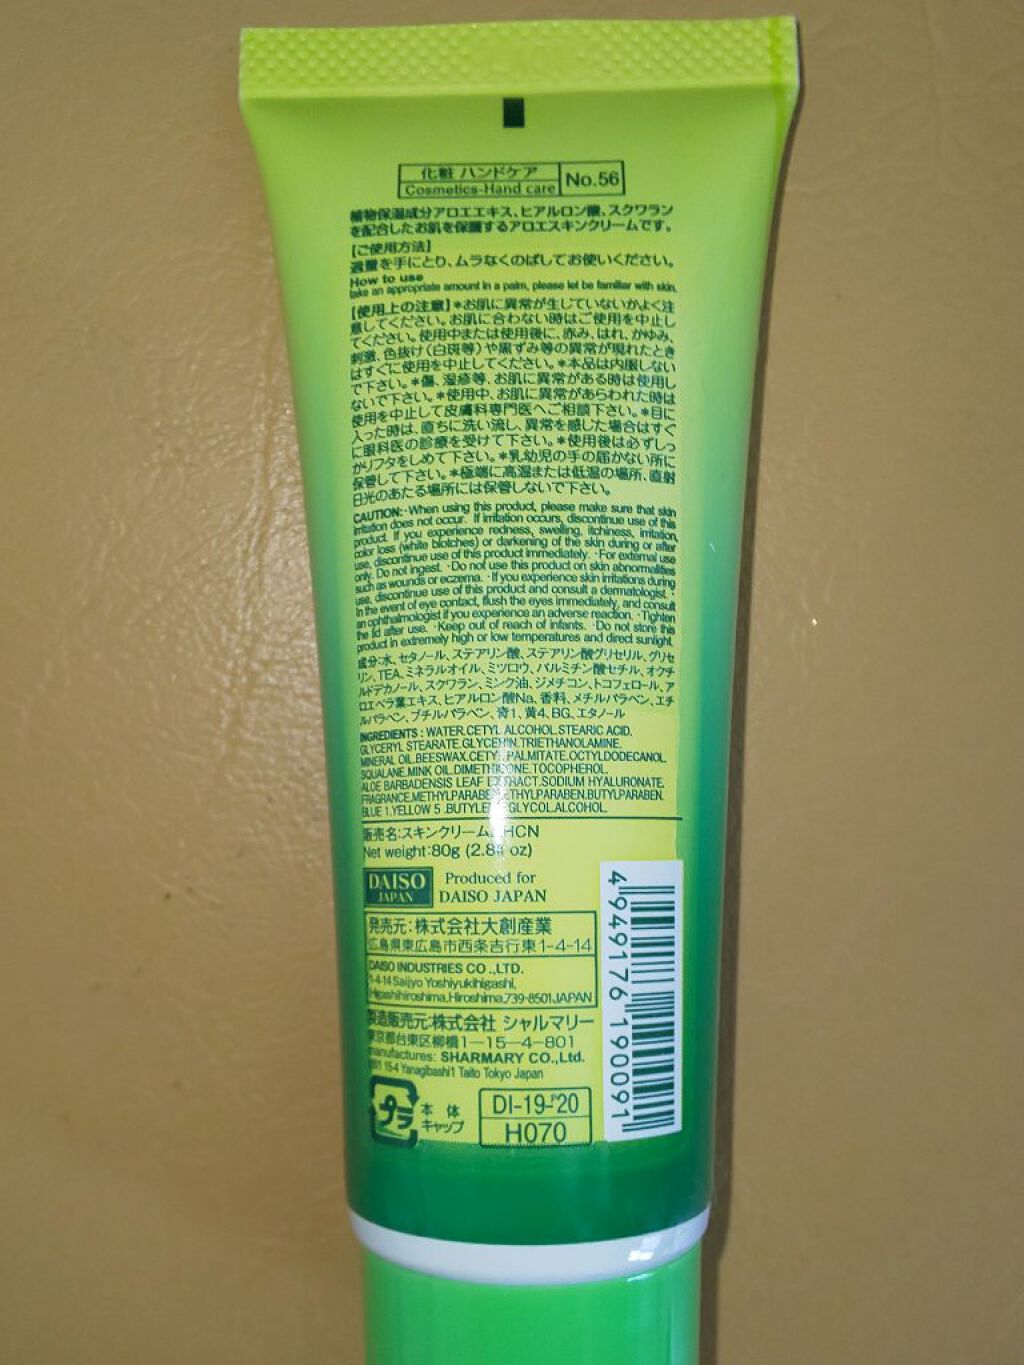 化粧 ハンドケア
Cosmetics-Hand care
No.56
植物保湿成分アロエエキス、ヒアルロン酸、スクワラン
を配合したお肌を保護するアロエスキンクリームです。
【ご使用方法】
適量を手にとり、ムラなくのばしてお使いください。
How to use
take an appropriate amount in a palm, please let be familiar with skin.
【使用上の注意】*お肌に異常が生じていないかよく注
意してください。お肌に合わない時はご使用を中止し
てください。使用中または使用後に、赤み、はれ、かゆみ、
刺激、色抜け(白斑等)や黒ずみ等の異常が現れたとき
はすぐに使用を中止してください。*本品は内服しない
で下さい。*傷、湿疹等、お肌に異常がある時は使用し
ないで下さい。*使用中、お肌に異常があらわれた時は
使用を中止して皮膚科専門医へご相談下さい。*目に
入った時は、直ちに洗い流し、異常を感じた場合はすぐ
に眼科医の診療を受けて下さい。*使用後は必ずしっ
かりフタをしめて下さい。*乳幼児の手の届かない所に
保管して下さい。*極端に高温または低温の場所、直射
日光のあたる場所には保管しないで下さい。
CAUTION: ·When using this product, please make sure that skin
irritation does not occur. If irritation occurs, discontinue use of this
product. If you experience redness, swelling, itchiness, irritation,
color loss (white blotches) or darkening of the skin during or after
use, discontinue use of this product immediately. ·For external use
only. Do not ingest. ·Do not use this product on skin abnormalities
such as wounds or eczema. ·If you experience skin irritations during
use, discontinue use of this product and consult a dermatologist. ·
In the event of eye contact, flush the eyes immediately, and consult
an ophthalmologist if you experience an adverse reaction. ·Tighten
the lid after use. ·Keep out of reach of infants. ·Do not store this
product in extremely high or low temperatures and direct sunlight.
成分:水、セタノール、ステアリン酸、ステアリン酸グリセリル、グリセ
リン、TEA、ミネラルオイル、ミツロウ、パルミチン酸セチル、オクチ
ルドデカノール、スクワラン、ミンク油、ジメチコン、トコフェロール、ア
ロエベラ葉エキス、ヒアルロン酸Na、香料、メチルパラベン、エチ
ルパラベン、ブチルパラベン、青1、黄4、BG、エタノール
INGREDIENTS : WATER.CETYL ALCOHOL.STEARIC ACID.
GLYCERYL STEARATE.GLYCERIN.TRIETHANOLAMINE.
MINERAL OIL.BEESWAX.CETYL PALMITATE.OCTYLDODECANOL.
SQUALANE.MINK OIL.DIMETHICONE.TOCOPHEROL.
ALOE BARBADENSIS LEAF EXTRACT.SODIUM HYALURONATE.
FRAGRANCE.METHYLPARABEN.ETHYLPARABEN.BUTYLPARABEN.
BLUE 1.YELLOW 5 .BUTYLENE GLYCOL.ALCOHOL.
販売名:スキンクリーム HCN
Net weight:80g (2.8 oz)
DAISO
JAPAN
Produced for
DAISO JAPAN
発売元:株式会社大創産業
広島県東広島市西条吉行東1-4-14
DAISO INDUSTRIES CO .,LTD.
1-4-14 Saijyo Yoshiyukihigashi,
Higashihiroshima,Hiroshima,739-8501,JAPAN
製造販売元:株式会社 シャルマリー
東京都台東区柳橋1―15―4-801
manufactures: SHARMARY CO.,Ltd.
801 15-4 Yanagibashi1 Taito Tokyo Japan
プラ
本体
キャップ
DI-19-'20
H070
4949176190091